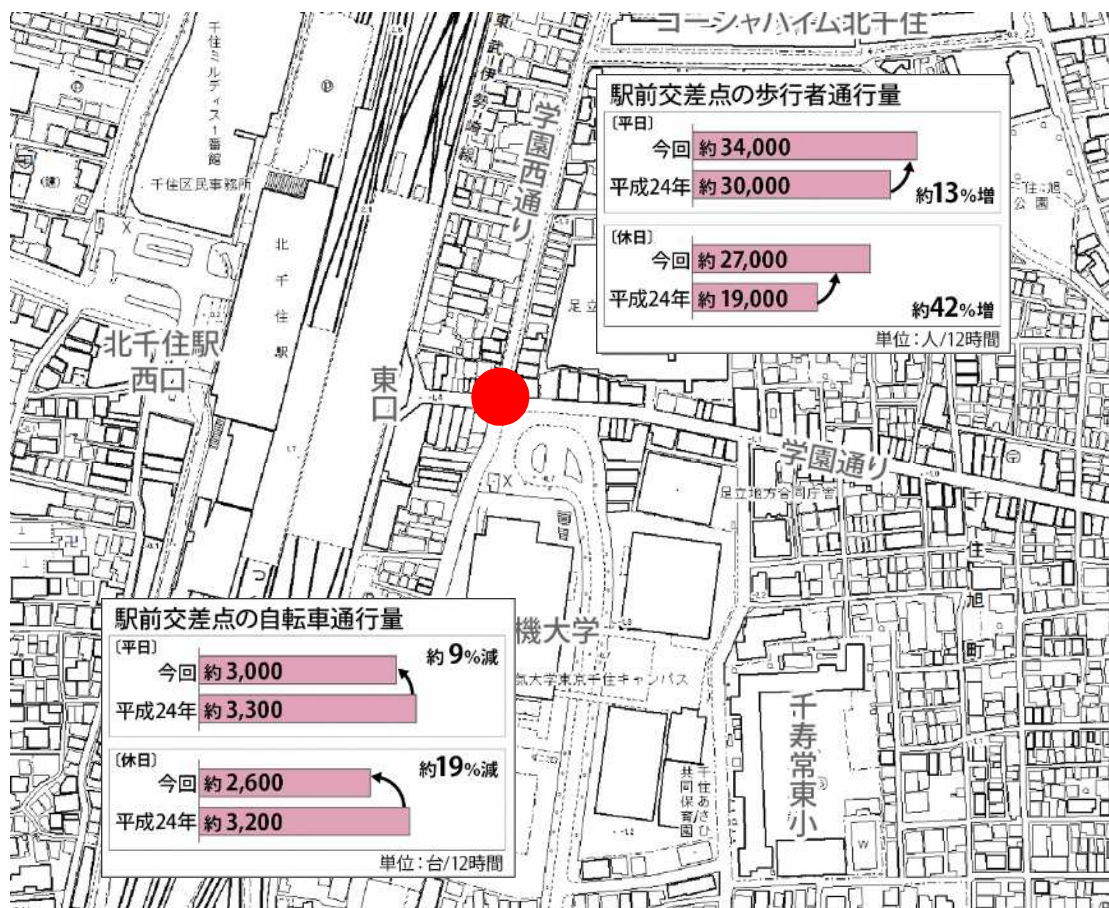 コーシャハイム北千住
東武伊勢崎線
千住ミルディス1番館
学園西通り
駅前交差点の歩行者通行量
〔平日〕
今回 約34,000
平成24年 約30,000
約13%増
〔休日〕
今回 約27,000
平成24年 約19,000
約42%増
単位：人/12時間
千住区民事務所
公園
北千住駅
足立
北千住駅
西口
東口
学園通り
足立地方合同庁舎
千住旭町
駅前交差点の自転車通行量
〔平日〕
約9%減
今回 約3,000
平成24年 約3,300
〔休日〕
約19%減
今回 約2,600
平成24年 約3,200
単位：台/12時間
機大学
気大学東京千住キャンパス
千寿常東小
千住あさひ
共同保育園
W